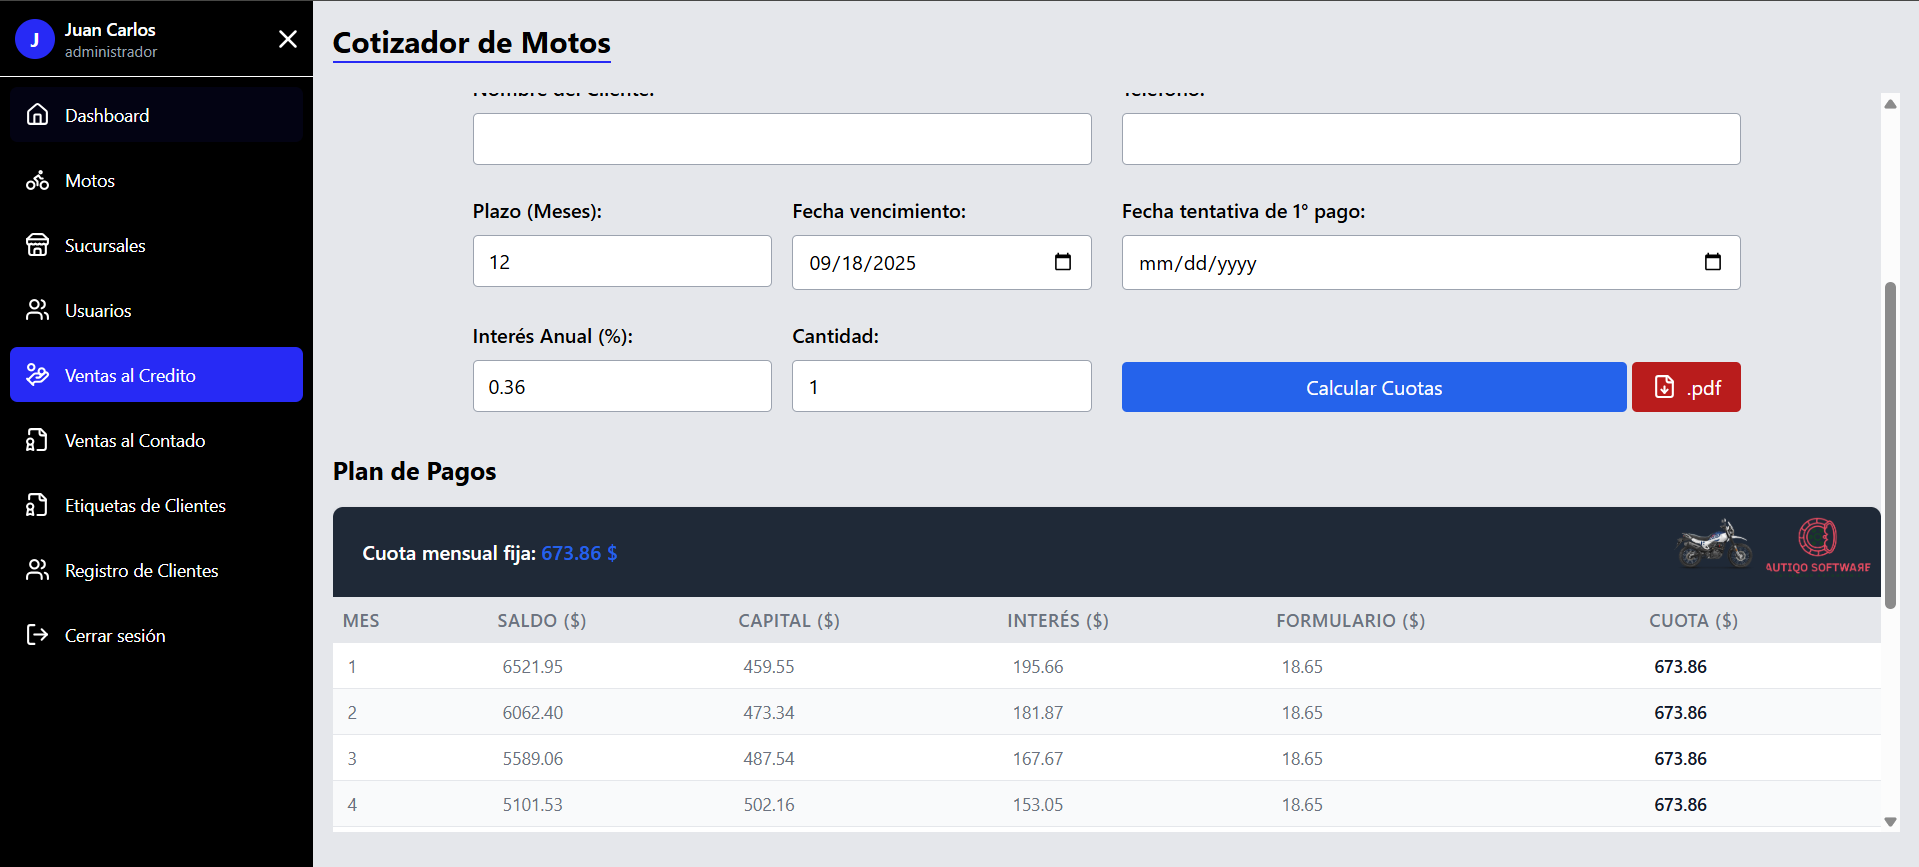 J
Juan Carlos
administrador
Dashboard
Motos
Sucursales
Usuarios
Ventas al Credito
Ventas al Contado
Etiquetas de Clientes
Registro de Clientes
Cerrar sesión
Cotizador de Motos
Nombre del Cliente: Teléfono:
Plazo (Meses): Fecha vencimiento: Fecha tentativa de 1° pago:
12 09/18/2025 mm/dd/yyyy
Interés Anual (%): Cantidad:
0.36 1 Calcular Cuotas .pdf
Plan de Pagos
Cuota mensual fija: 673.86 $
AUTIQO SOFTWARE
MES SALDO ($) CAPITAL ($) INTERÉS ($) FORMULARIO ($) CUOTA ($)
1 6521.95 459.55 195.66 18.65 673.86
2 6062.40 473.34 181.87 18.65 673.86
3 5589.06 487.54 167.67 18.65 673.86
4 5101.53 502.16 153.05 18.65 673.86